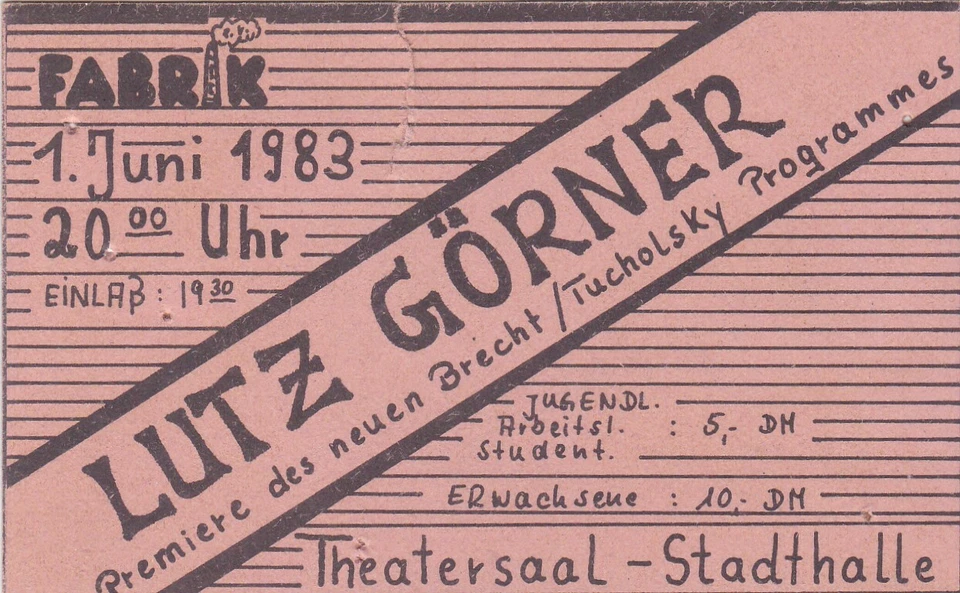 FABRIK
1. Juni 1983
20 00 Uhr
EINLAß : 19 30
LUTZ GÖRNER
Premiere des neuen Brecht/Tucholsky Programmes
JUGENDL.
Arbeitsl. : 5,- DM
Student.
ERwachsene : 10,- DM
Theatersaal - Stadthalle